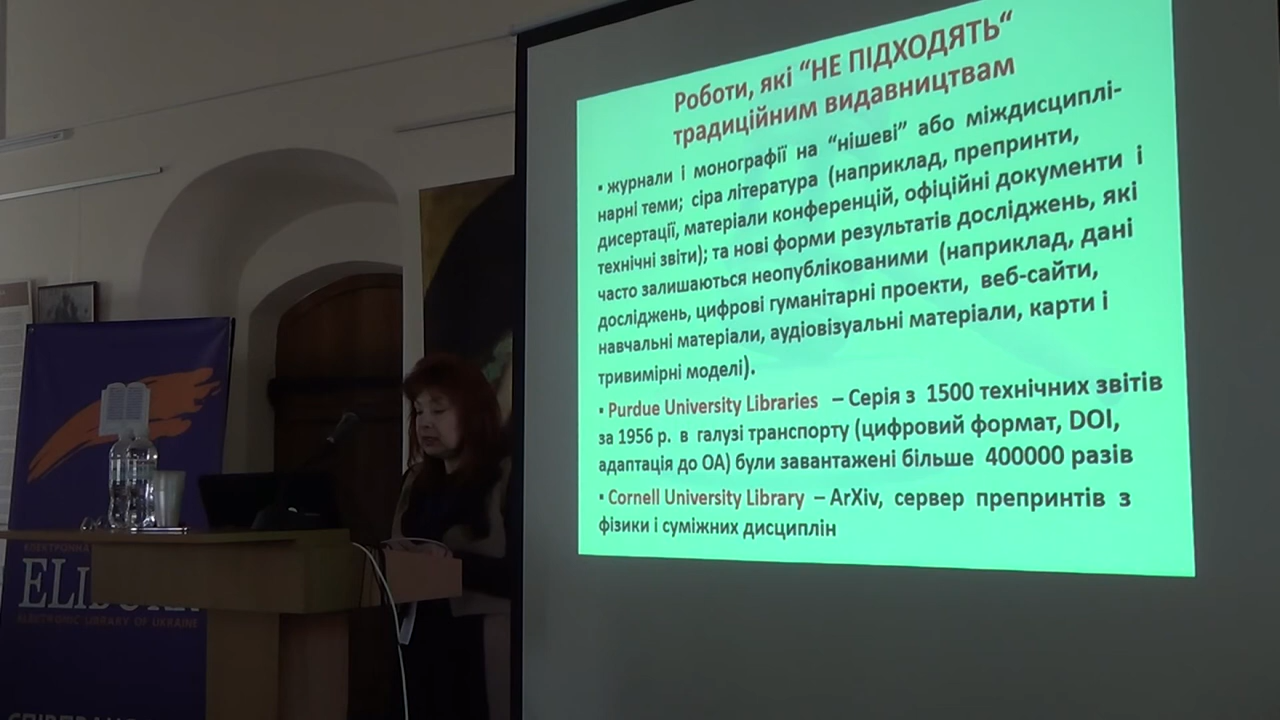 Роботи, які “НЕ ПІДХОДЯТЬ“
традиційним видавництвам
▪ журнали і монографії на “нішеві” або міждисциплі-
нарні теми; сіра література (наприклад, препринти,
дисертації, матеріали конференцій, офіційні документи і
технічні звіти); та нові форми результатів досліджень, які
часто залишаються неопублікованими (наприклад, дані
досліджень, цифрові гуманітарні проекти, веб-сайти,
навчальні матеріали, аудіовізуальні матеріали, карти і
тривимірні моделі).
▪ Purdue University Libraries – Серія з 1500 технічних звітів
за 1956 р. в галузі транспорту (цифровий формат, DOI,
адаптація до ОА) були завантажені більше 400000 разів
▪ Cornell University Library – ArXiv, сервер препринтів з
фізики і суміжних дисциплін
ЕЛЕКТРОННА
ELECTRONIC LIBRARY OF UKRAINE